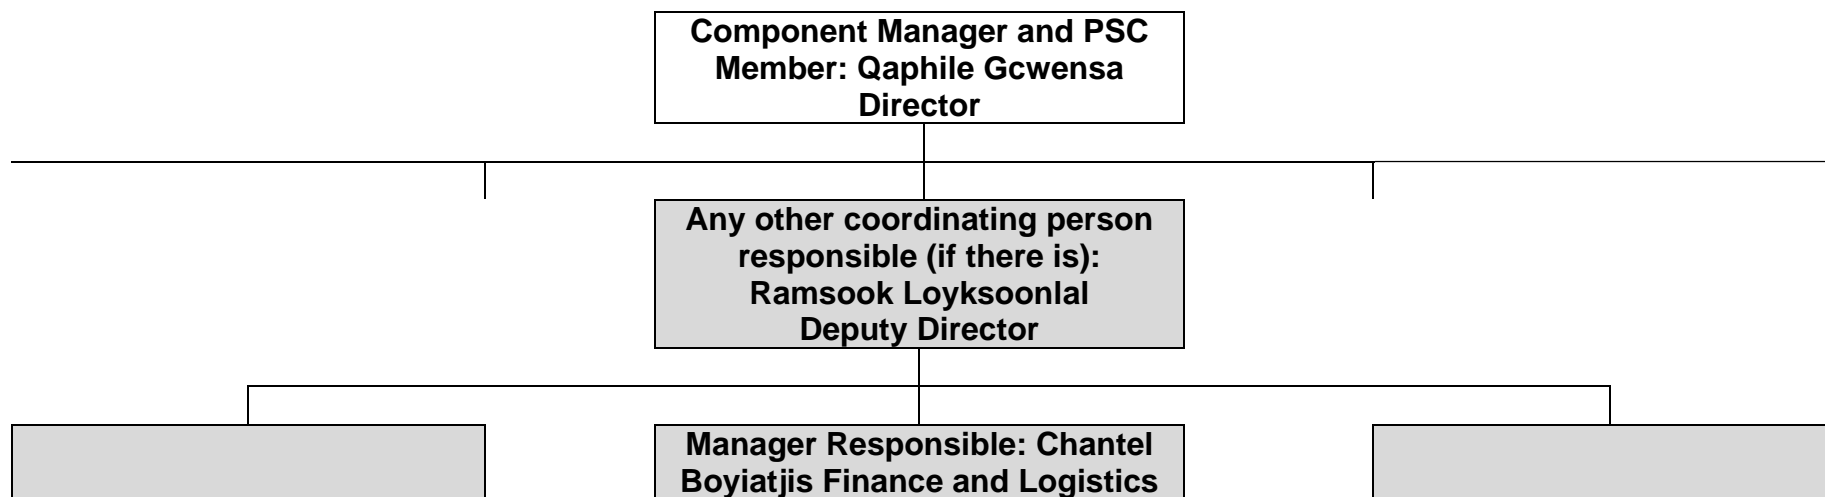 Component Manager and PSC
Member: Qaphile Gcwensa
Director
Any other coordinating person
responsible (if there is):
Ramsook Loyksoonlal
Deputy Director
Manager Responsible: Chantel
Boyiatjis Finance and Logistics